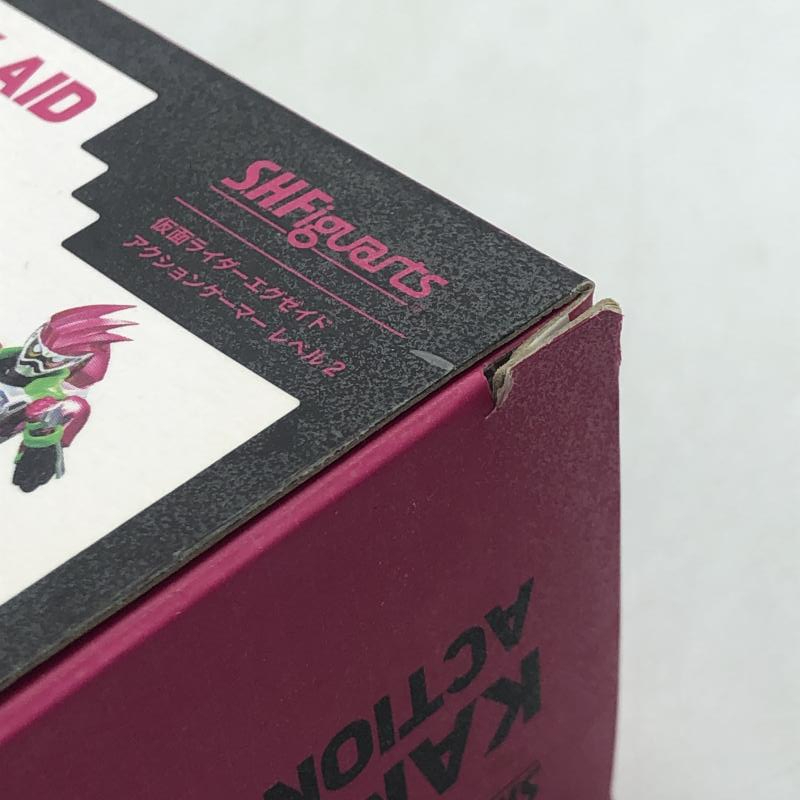 AID
S.H.Figuarts
仮面ライダーエグゼイド
アクションゲーマー レベル2
KAM
ACTION
S.H